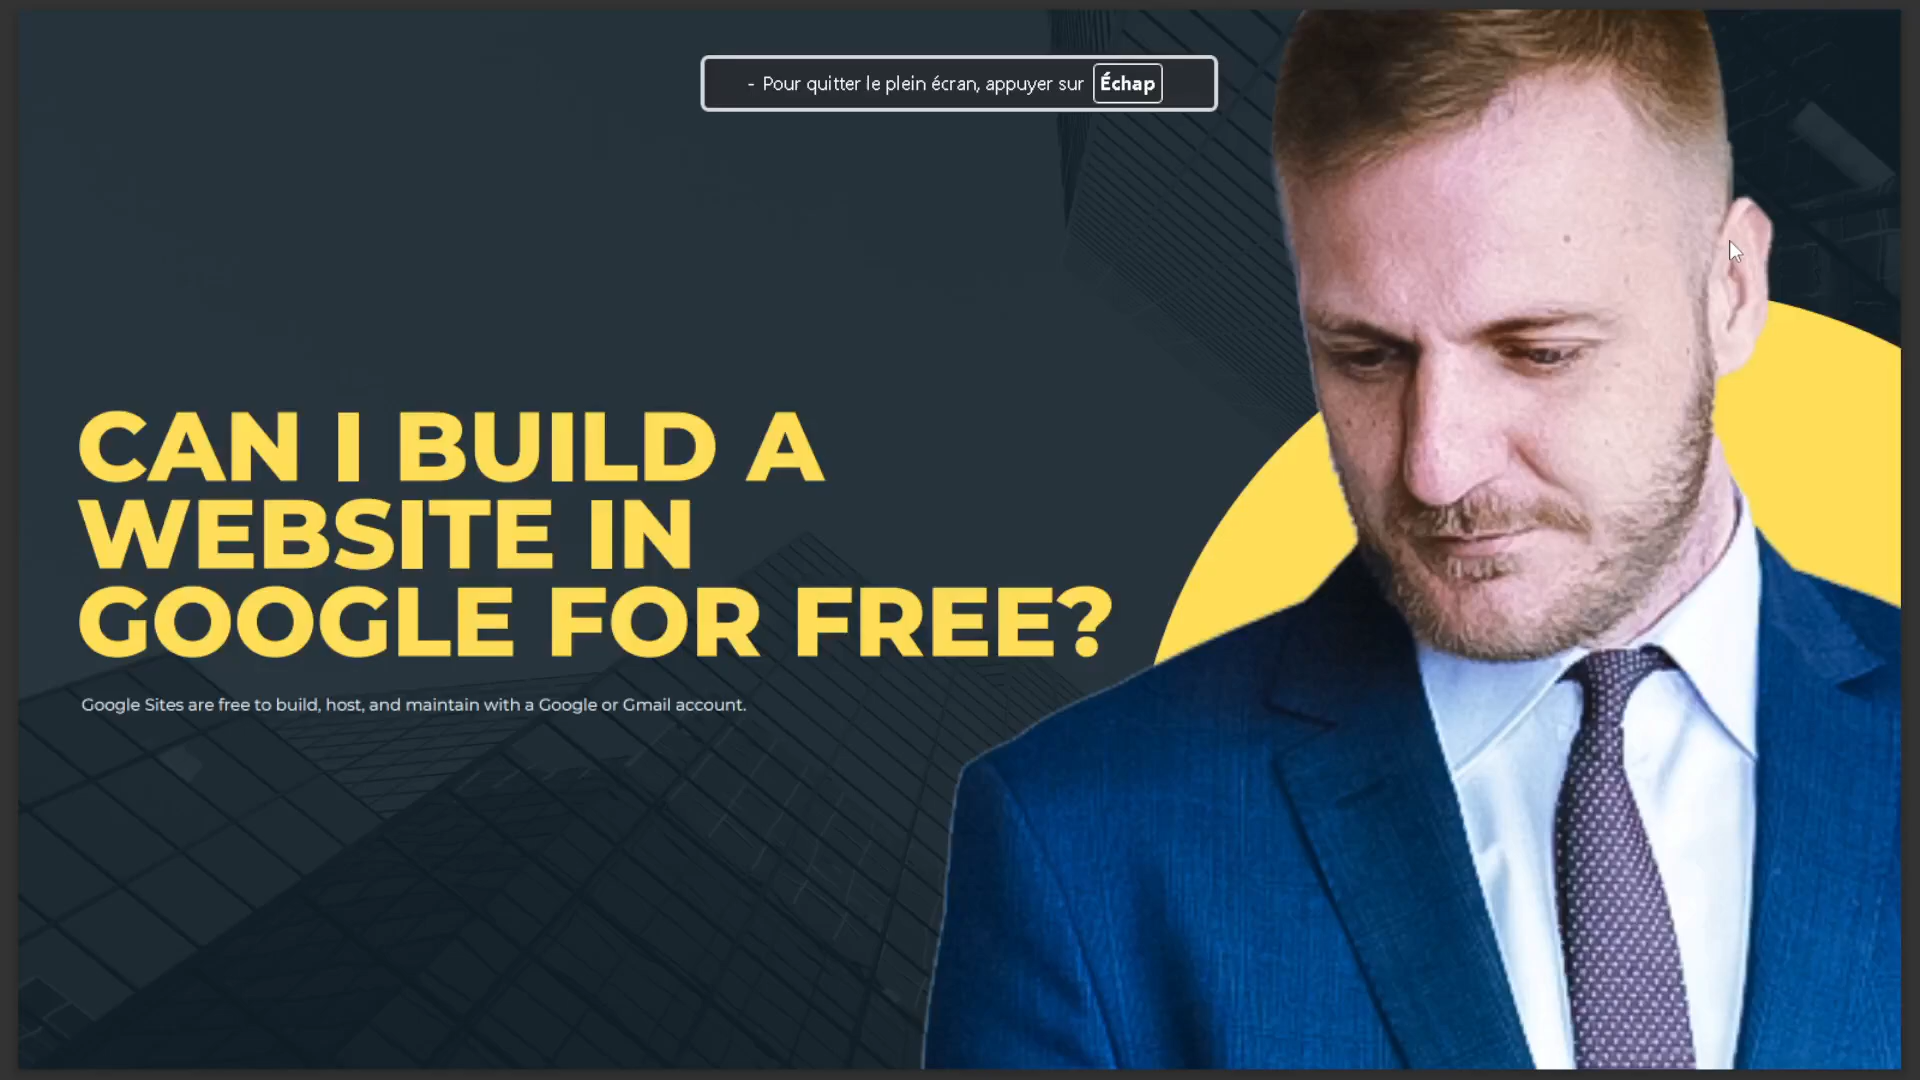 - Pour quitter le plein écran, appuyer sur Échap
CAN I BUILD A
WEBSITE IN
GOOGLE FOR FREE?
Google Sites are free to build, host, and maintain with a Google or Gmail account.